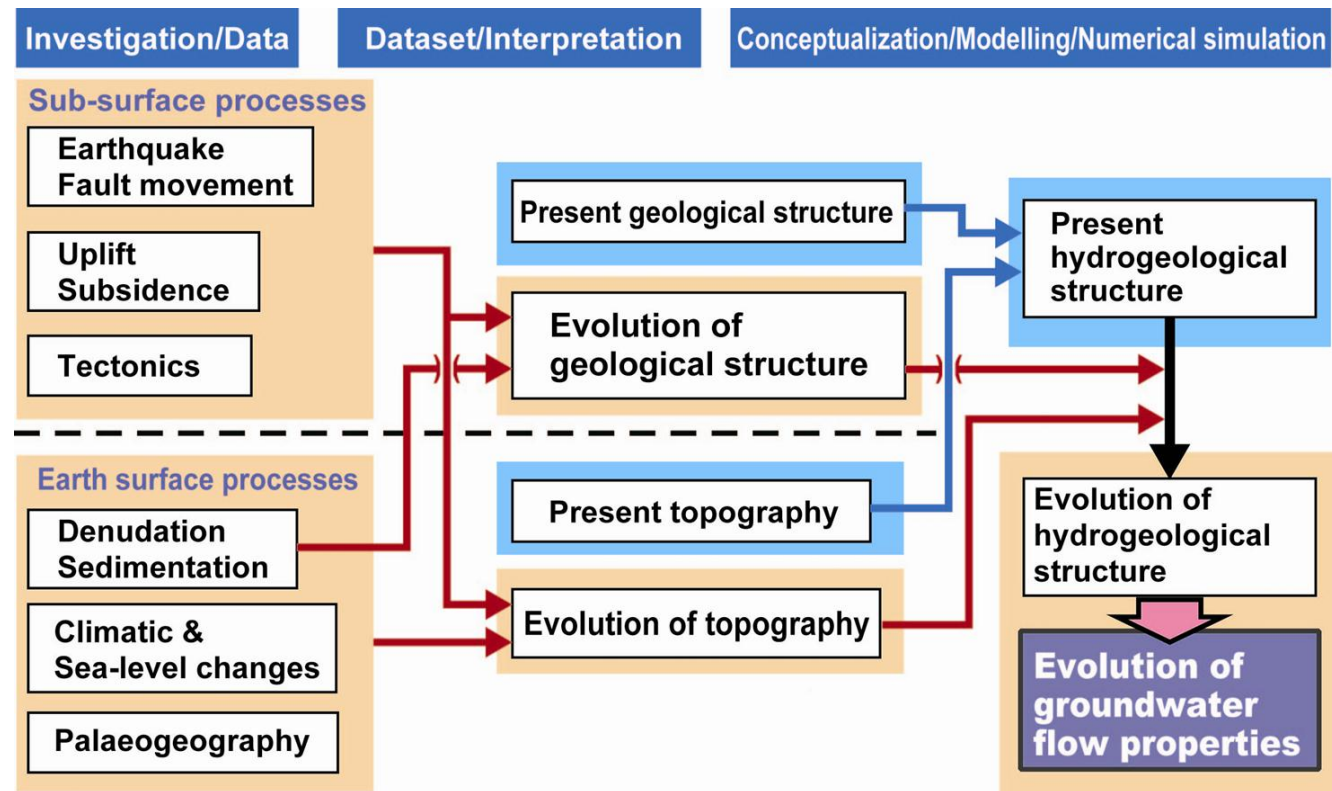 Investigation/Data
Dataset/Interpretation
Conceptualization/Modelling/Numerical simulation
Sub-surface processes
Earthquake
Fault movement
Uplift
Subsidence
Tectonics
Present geological structure
Evolution of
geological structure
Present
hydrogeological
structure
Earth surface processes
Denudation
Sedimentation
Climatic &
Sea-level changes
Palaeogeography
Present topography
Evolution of topography
Evolution of
hydrogeological
structure
Evolution of
groundwater
flow properties